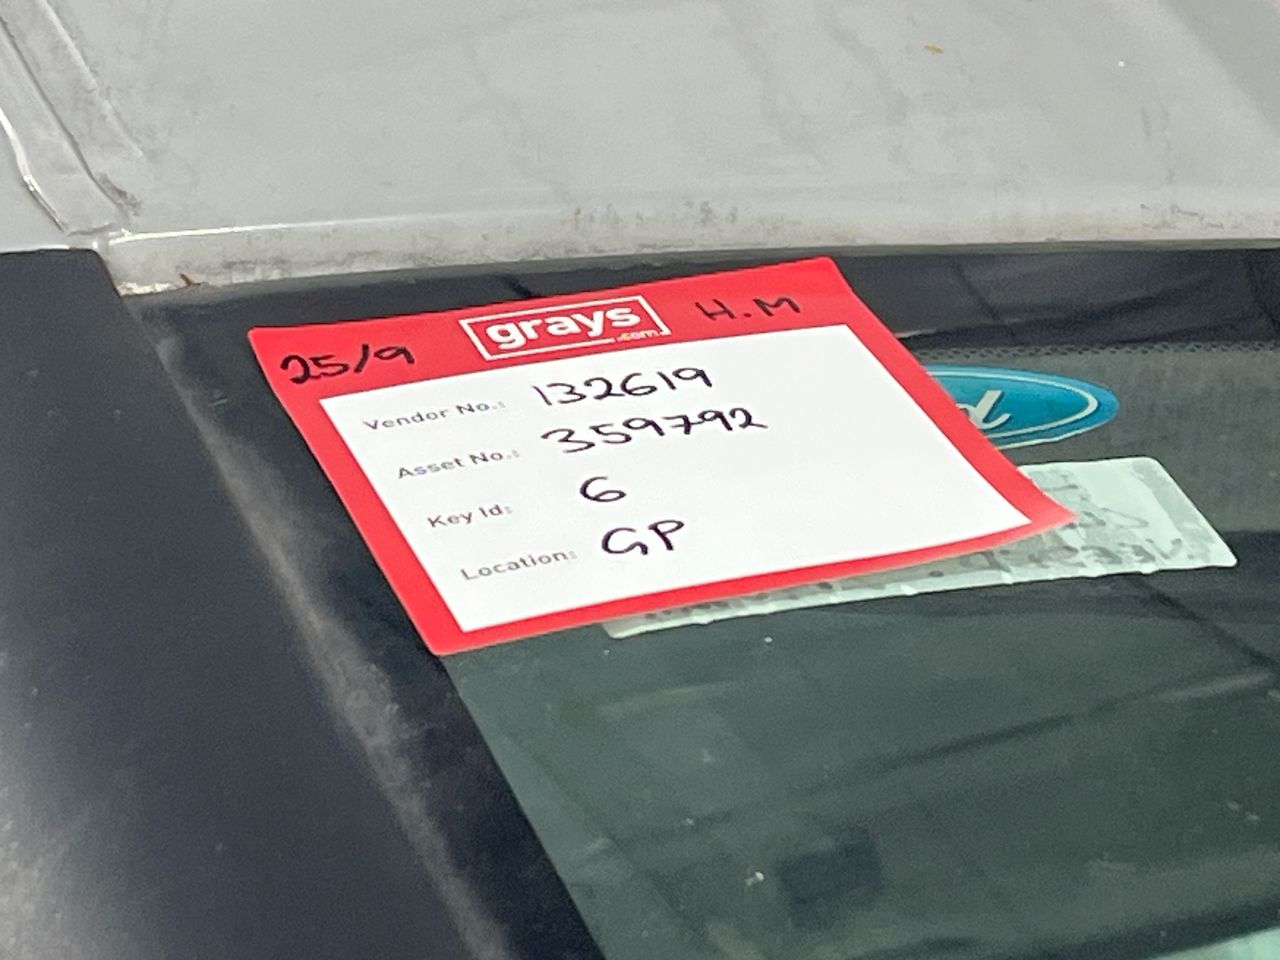 25/9 grays .com H.M
Vendor No.: 132619
Asset No.: 359792
Key Id: 6
Location: GP